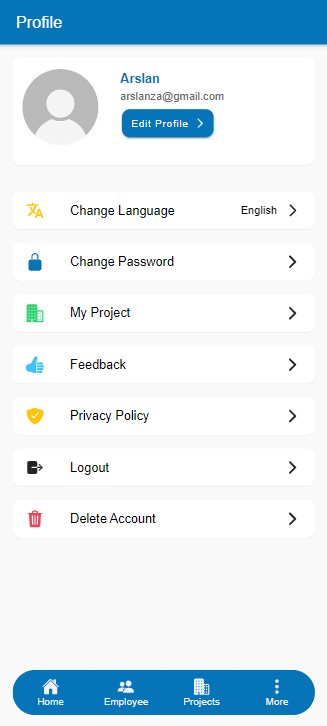 Profile
Arslan
arslanza@gmail.com
Edit Profile
Change Language English
Change Password
My Project
Feedback
Privacy Policy
Logout
Delete Account
Home Employee Projects More